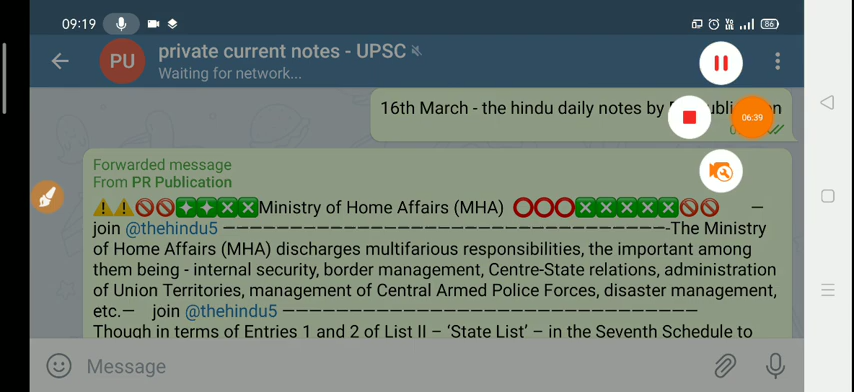 09:19
86
PU
private current notes - UPSC
Waiting for network...
16th March - the hindu daily notes by
06:39
Forwarded message
From PR Publication
Ministry of Home Affairs (MHA) —
join @thehindu5 —————————————————————————————————-The Ministry
of Home Affairs (MHA) discharges multifarious responsibilities, the important among
them being - internal security, border management, Centre-State relations, administration
of Union Territories, management of Central Armed Police Forces, disaster management,
etc.— join @thehindu5 ———————————————————————————————
Though in terms of Entries 1 and 2 of List II – ‘State List’ – in the Seventh Schedule to
Message